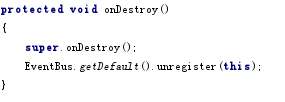 protected void onDestroy()
{
    super.onDestroy();
    EventBus.getDefault().unregister(this);
}